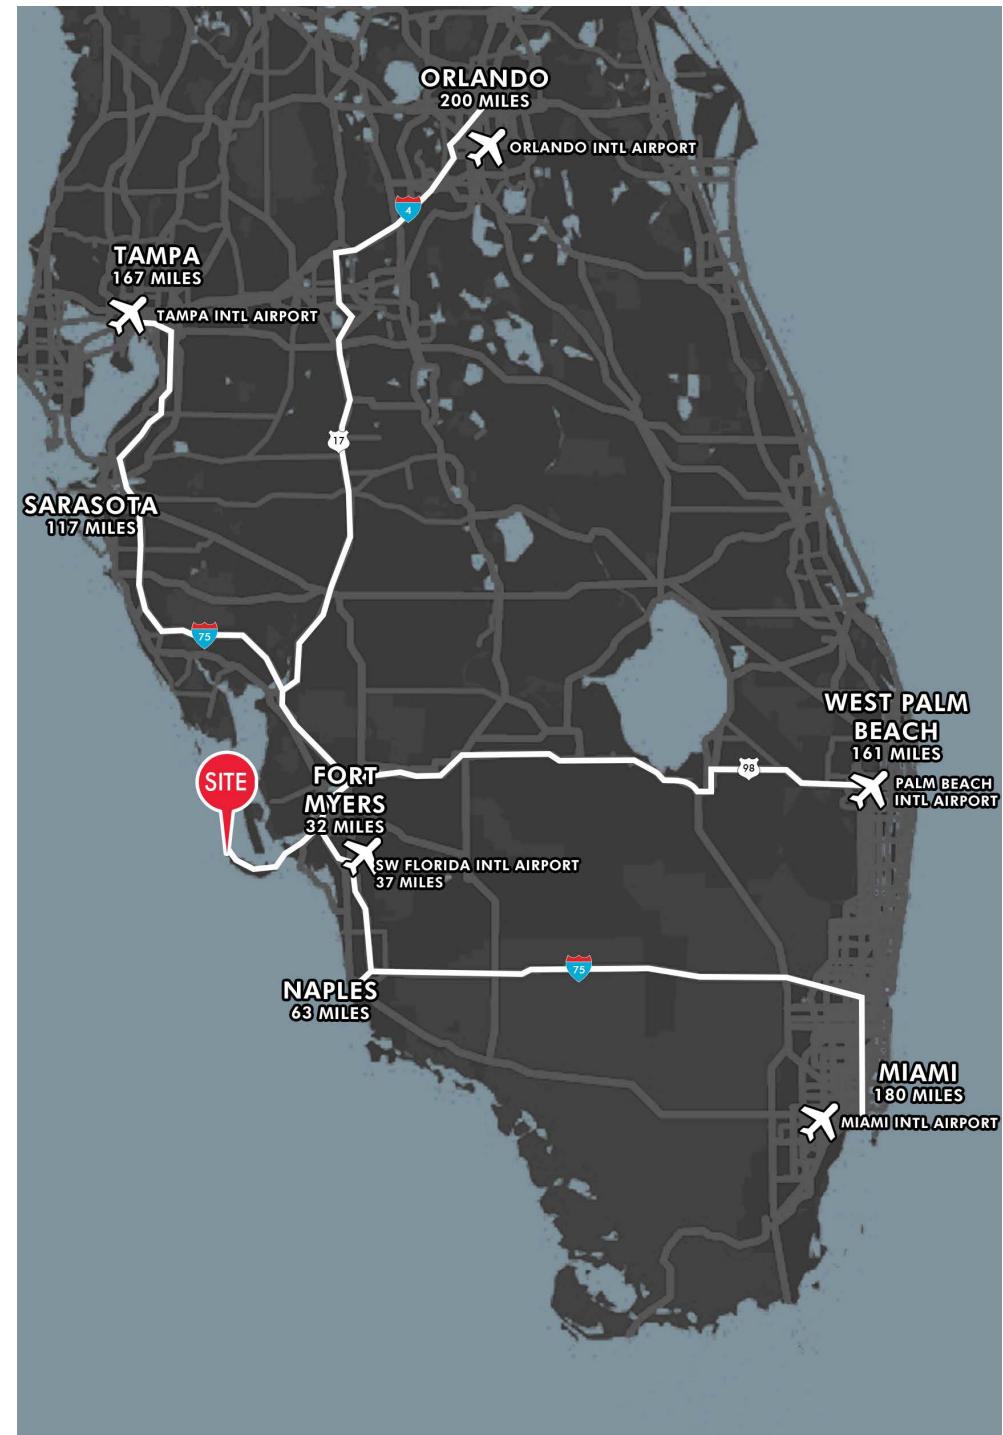 ORLANDO
200 MILES
ORLANDO INTL AIRPORT
4
TAMPA
167 MILES
TAMPA INTL AIRPORT
17
SARASOTA
117 MILES
75
WEST PALM
BEACH
161 MILES
98
PALM BEACH
INTL AIRPORT
SITE
FORT
MYERS
32 MILES
SW FLORIDA INTL AIRPORT
37 MILES
75
NAPLES
63 MILES
MIAMI
180 MILES
MIAMI INTL AIRPORT